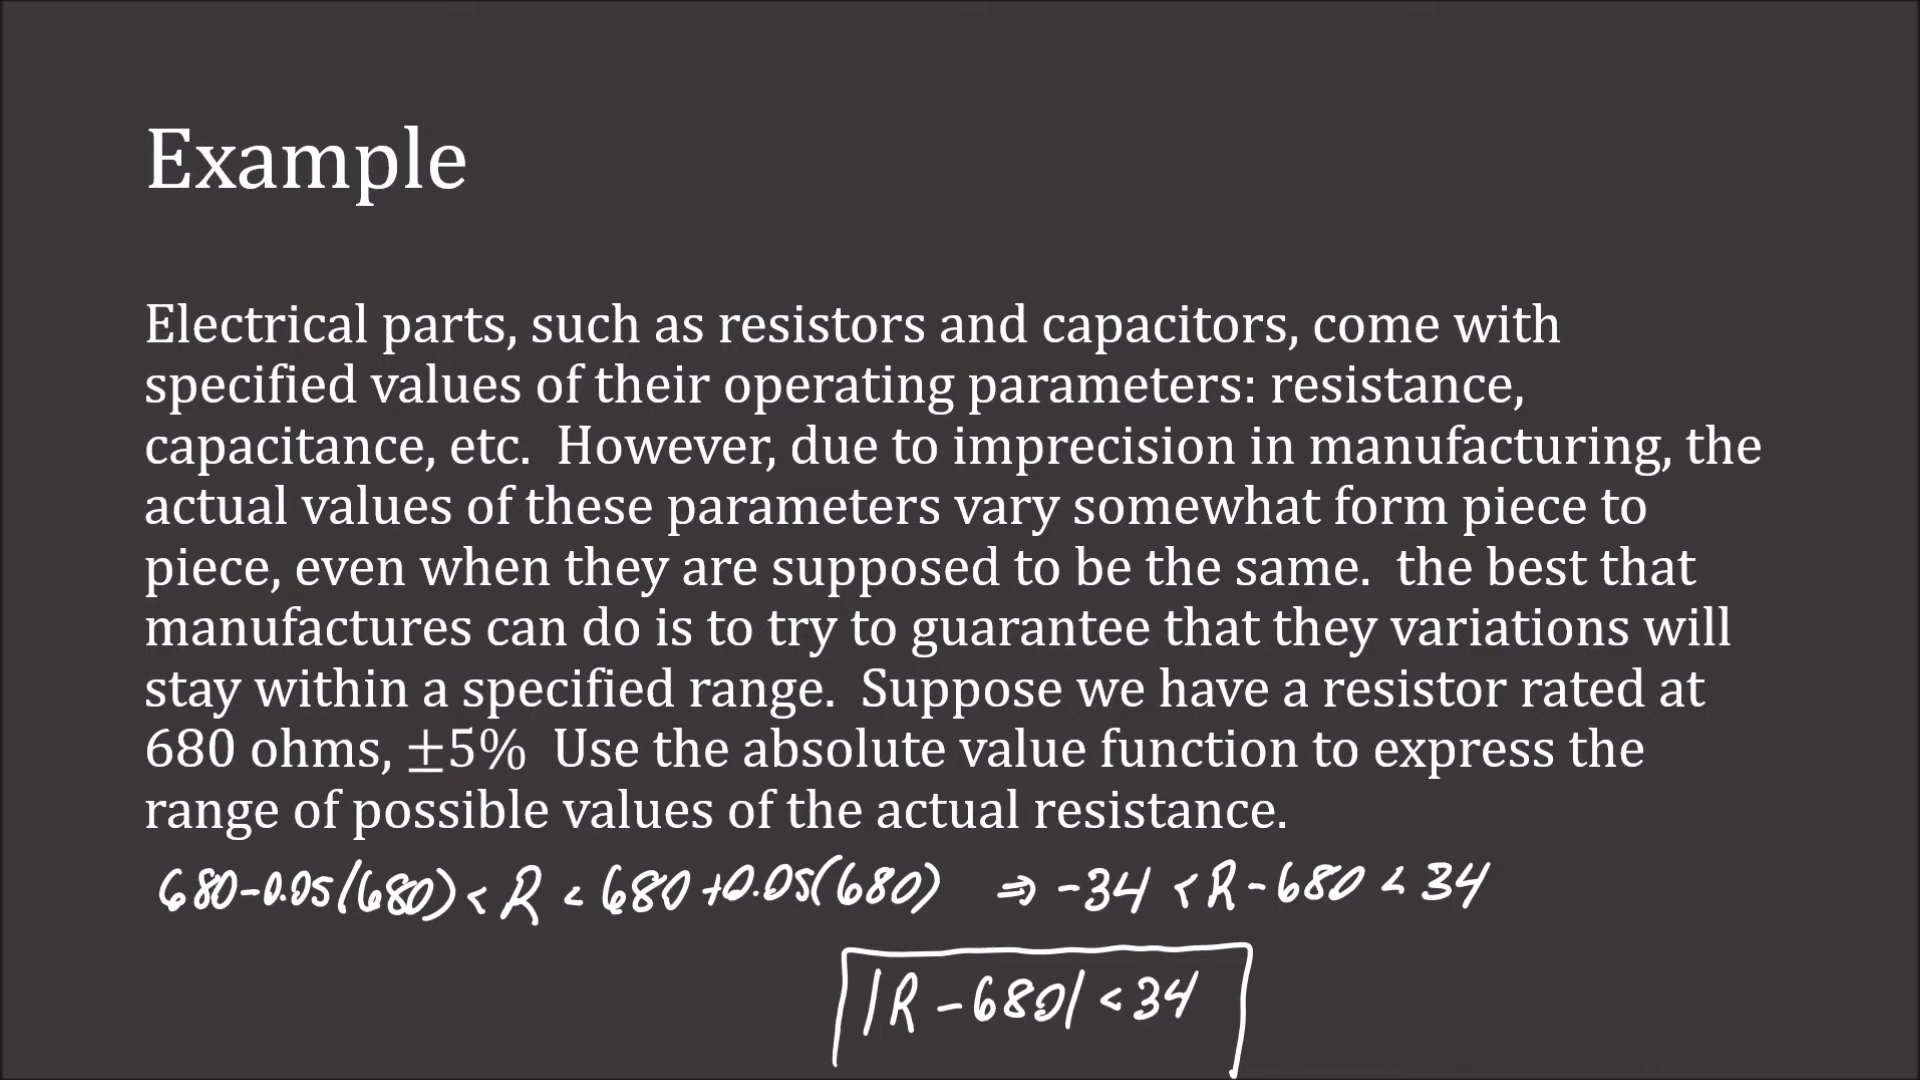 Example
Electrical parts, such as resistors and capacitors, come with
specified values of their operating parameters: resistance,
capacitance, etc.  However, due to imprecision in manufacturing, the
actual values of these parameters vary somewhat form piece to
piece, even when they are supposed to be the same.  the best that
manufactures can do is to try to guarantee that they variations will
stay within a specified range.  Suppose we have a resistor rated at
680 ohms, ±5%  Use the absolute value function to express the
range of possible values of the actual resistance.
680-0.05(680) < R < 680+0.05(680) ⇒ -34 < R-680 < 34
|R-680| < 34